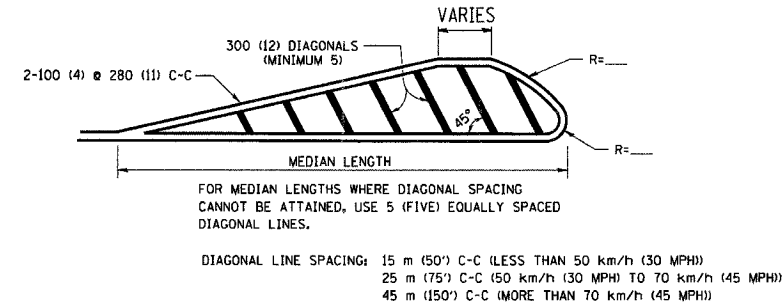 VARIES
300 (12) DIAGONALS
(MINIMUM 5)
2-100 (4) @ 280 (11) C-C
R=___
45°
R=___
MEDIAN LENGTH
FOR MEDIAN LENGTHS WHERE DIAGONAL SPACING
CANNOT BE ATTAINED, USE 5 (FIVE) EQUALLY SPACED
DIAGONAL LINES.
DIAGONAL LINE SPACING: 15 m (50') C-C (LESS THAN 50 km/h (30 MPH))
25 m (75') C-C (50 km/h (30 MPH) TO 70 km/h (45 MPH))
45 m (150') C-C (MORE THAN 70 km/h (45 MPH))